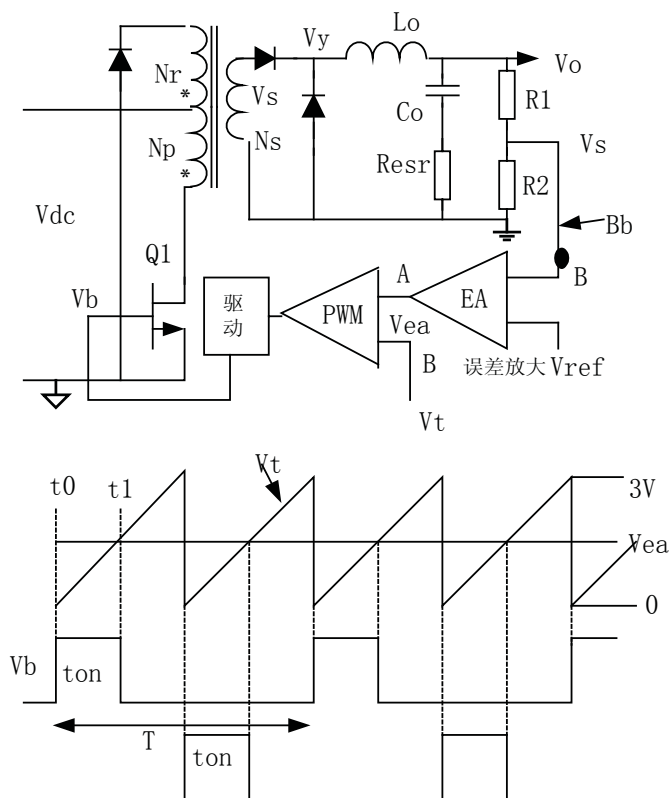 Lo
Vy
Vo
Nr
*
Vs
Co
R1
Np
Ns
Vs
*
Resr
R2
Vdc
Bb
Q1
A
EA
B
Vb
驱动
PWM
Vea
B
误差放大
Vref
Vt
Vt
t0
t1
3V
Vea
0
Vb
ton
T
ton